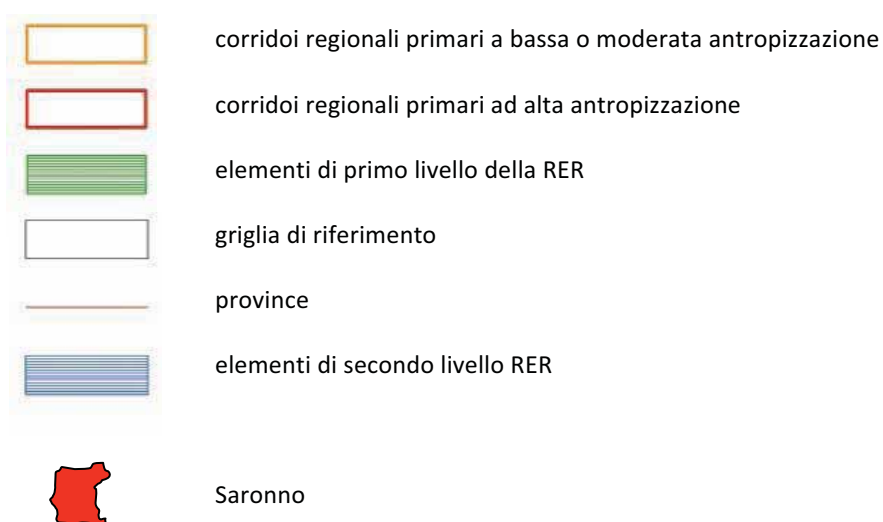 corridoi regionali primari a bassa o moderata antropizzazione
corridoi regionali primari ad alta antropizzazione
elementi di primo livello della RER
griglia di riferimento
province
elementi di secondo livello RER
Saronno